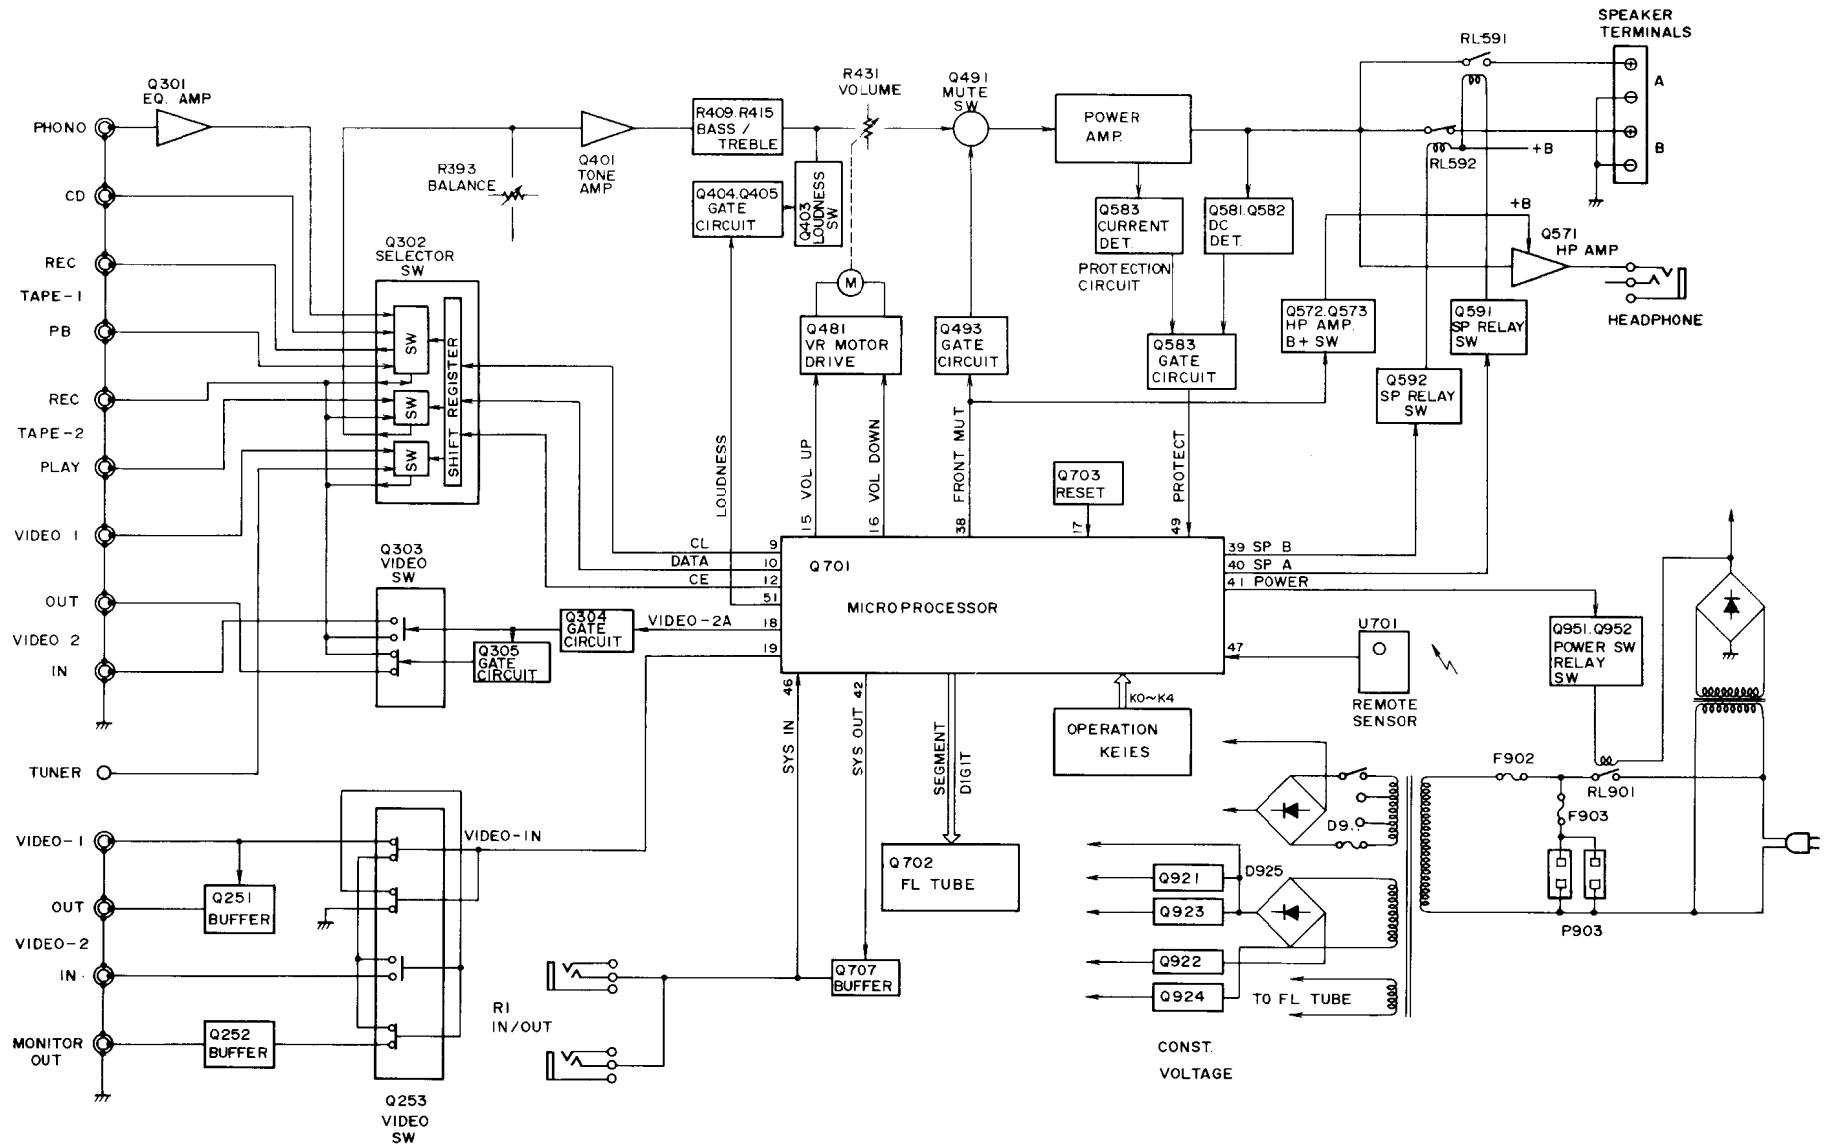 SPEAKER
TERMINALS
RL591
A
B
Q301
EQ. AMP
R431
VOLUME
Q491
MUTE
SW
PHONO
R409.R415
BASS /
TREBLE
POWER
AMP.
Q401
TONE
AMP
R393
BALANCE
RL592
+B
CD
Q404.Q405
GATE
CIRCUIT
Q403
LOUDNESS
SW
Q583
CURRENT
DET.
Q581.Q582
DC
DET.
+B
Q571
HP AMP
Q302
SELECTOR
SW
REC
TAPE-1
PB
PROTECTION
CIRCUIT
M
HEADPHONE
SW
SW
SW
SHIFT REGISTER
Q481
VR MOTOR
DRIVE
Q493
GATE
CIRCUIT
Q583
GATE
CIRCUIT
Q572.Q573
HP AMP.
B+ SW
Q591
SP RELAY
SW
Q592
SP RELAY
SW
REC
TAPE-2
PLAY
LOUDNESS
15 VOL UP
16 VOL DOWN
38 FRONT MUT
Q703
RESET
17
49 PROTECT
VIDEO 1
Q303
VIDEO
SW
CL 9
DATA 10
CE 12
51
VIDEO-2A 18
19
Q701
MICROPROCESSOR
39 SP B
40 SP A
41 POWER
47
OUT
VIDEO 2
IN
Q304
GATE
CIRCUIT
Q305
GATE
CIRCUIT
U701
REMOTE
SENSOR
Q951.Q952
POWER SW
RELAY
SW
46
SYS IN
42
SYS OUT
SEGMENT
DIGIT
K0~K4
OPERATION
KEIES
TUNER
F902
RL901
F903
P903
VIDEO-1
VIDEO-IN
OUT
VIDEO-2
IN
MONITOR
OUT
Q251
BUFFER
Q252
BUFFER
Q253
VIDEO
SW
Q702
FL TUBE
Q707
BUFFER
RI
IN/OUT
D925
Q921
Q923
Q922
Q924
TO FL TUBE
CONST.
VOLTAGE